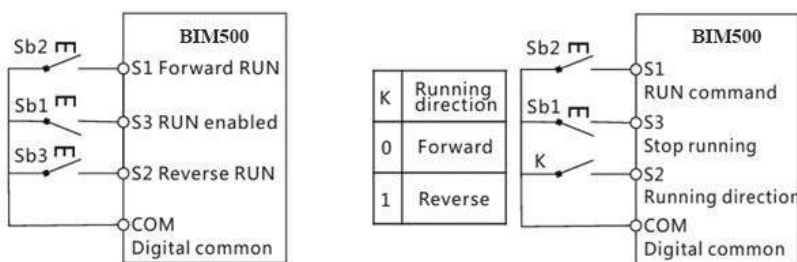 BIM500
Sb2
S1 Forward RUN
Sb1
S3 RUN enabled
Sb3
S2 Reverse RUN
COM
Digital common
K Running direction
0 Forward
1 Reverse
BIM500
Sb2
S1
RUN command
Sb1
S3
Stop running
K
S2
Running direction
COM
Digital common